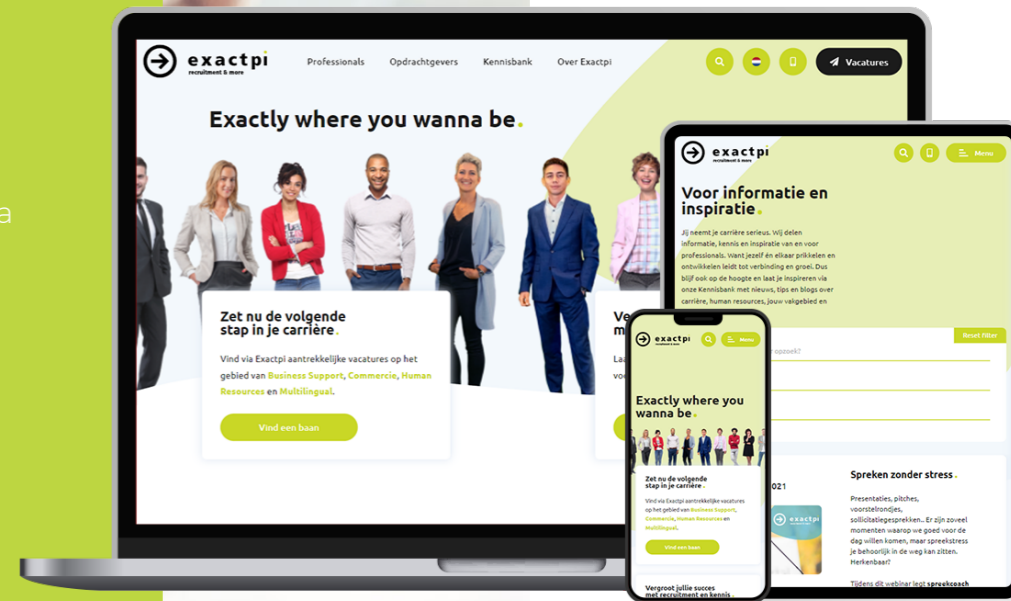 a
exactpi
recruitment & more
Professionals Opdrachtgevers Kennisbank Over Exactpi
Vacatures
Exactly where you wanna be.
Zet nu de volgende
stap in je carrière.
Vind via Exactpi aantrekkelijke vacatures op het
gebied van Business Support, Commercie, Human
Resources en Multilingual.
Vind een baan
Ve
m
Laa
voe
exactpi
recruitment & more
Menu
Voor informatie en
inspiratie.
Jij neemt je carrière serieus. Wij delen
informatie, kennis en inspiratie van en voor
professionals. Want jezelf én elkaar prikkelen en
ontwikkelen leidt tot verbinding en groei. Dus
blijf ook op de hoogte en laat je inspireren via
onze Kennisbank met nieuws, tips en blogs over
carrière, human resources, jouw vakgebied en
Reset filter
r opzoek?
021
exactpi
Spreken zonder stress.
Presentaties, pitches,
voorstelrondjes,
sollicitatiegesprekken.. Er zijn zoveel
momenten waarop we goed voor de
dag willen komen, maar spreekstress
je behoorlijk in de weg kan zitten.
Herkenbaar?
Tijdens dit webinar legt spreekcoach
exactpi
Menu
Exactly where you
wanna be.
Zet nu de volgende
stap in je carrière.
Vind via Exactpi aantrekkelijke vacatures
op het gebied van Business Support,
Commercie, Human Resources en
Multilingual.
Vind een baan
Vergroot jullie succes
met recruitment en kennis.